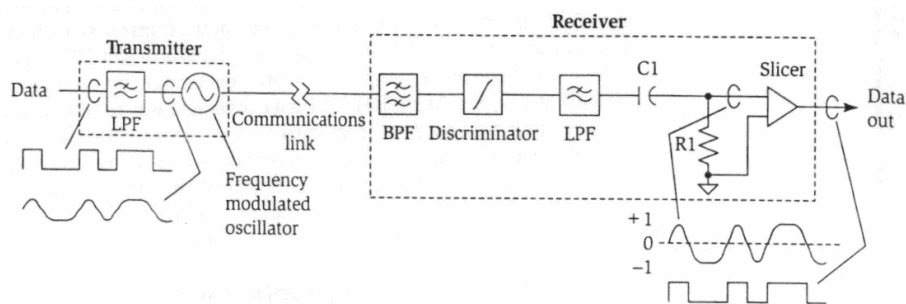 Receiver
Transmitter
Data
LPF
Frequency
modulated
oscillator
Communications
link
BPF
Discriminator
LPF
C1
R1
Slicer
Data
out
+1
0
−1